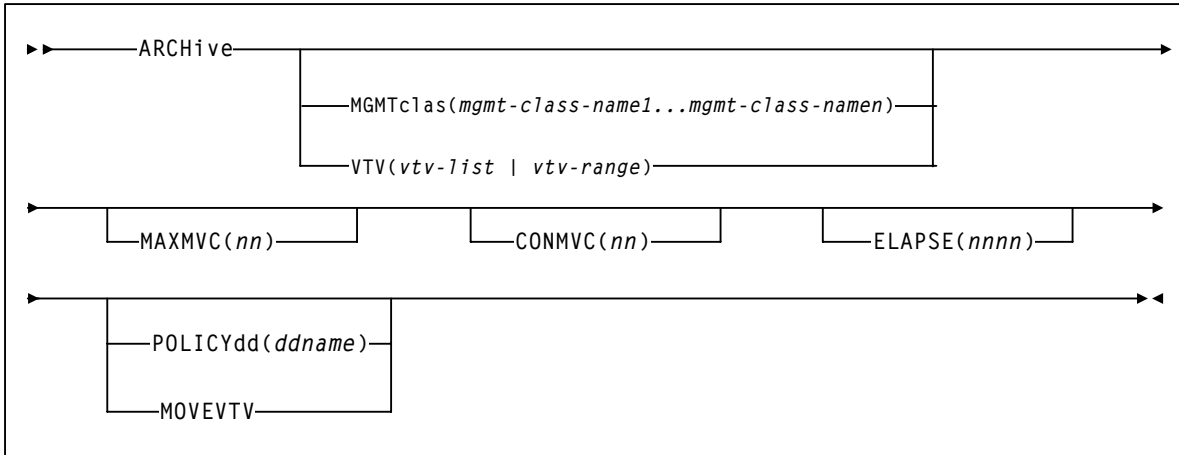 ARCHive
MGMTclas(mgmt-class-name1...mgmt-class-namen)
VTV(vtv-list | vtv-range)
MAXMVC(nn) CONMVC(nn) ELAPSE(nnnn)
POLICYdd(ddname)
MOVEVTV